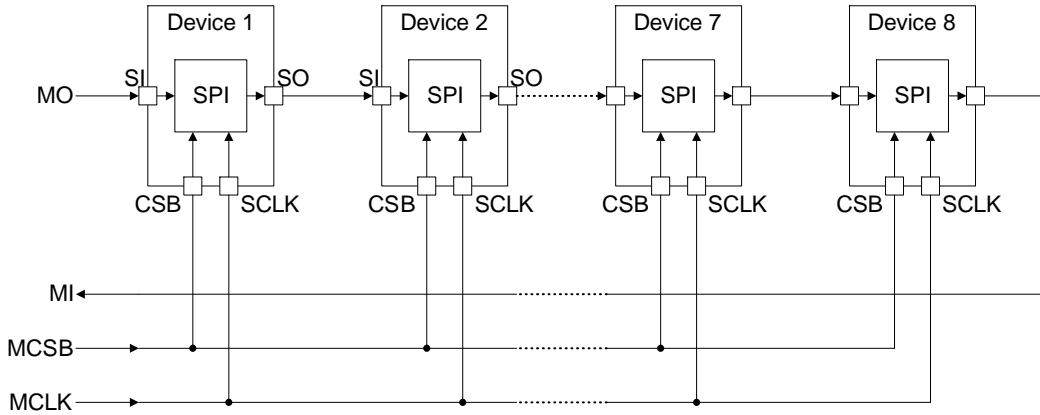 Device 1 Device 2 Device 7 Device 8
SI SO SI SO
MO SPI SPI SPI SPI
CSB SCLK CSB SCLK CSB SCLK CSB SCLK
MI
MCSB
MCLK